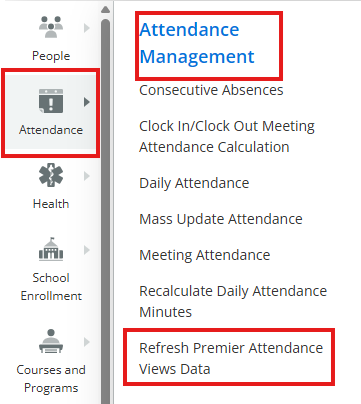 People
Attendance
Health
School
Enrollment
Courses and
Programs
Attendance
Management
Consecutive Absences
Clock In/Clock Out Meeting
Attendance Calculation
Daily Attendance
Mass Update Attendance
Meeting Attendance
Recalculate Daily Attendance
Minutes
Refresh Premier Attendance
Views Data